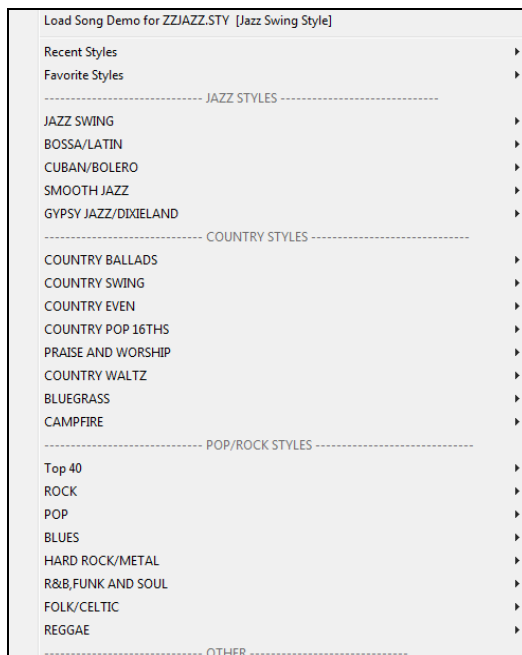 Load Song Demo for ZZJAZZ.STY  [Jazz Swing Style]
Recent Styles
Favorite Styles
------------------------------ JAZZ STYLES ------------------------------
JAZZ SWING
BOSSA/LATIN
CUBAN/BOLERO
SMOOTH JAZZ
GYPSY JAZZ/DIXIELAND
------------------------------ COUNTRY STYLES ------------------------------
COUNTRY BALLADS
COUNTRY SWING
COUNTRY EVEN
COUNTRY POP 16THS
PRAISE AND WORSHIP
COUNTRY WALTZ
BLUEGRASS
CAMPFIRE
------------------------------ POP/ROCK STYLES ------------------------------
Top 40
ROCK
POP
BLUES
HARD ROCK/METAL
R&B,FUNK AND SOUL
FOLK/CELTIC
REGGAE
------------------------------ OTHER ------------------------------